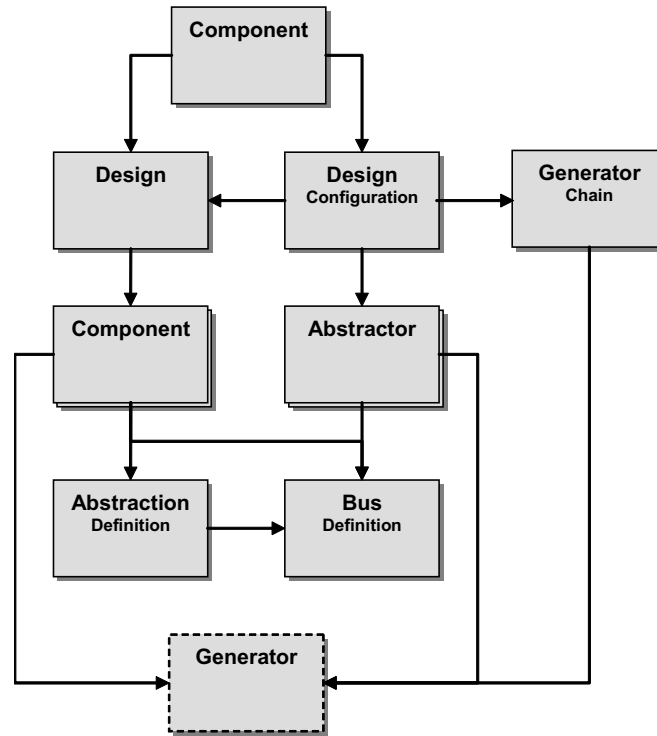 Component
Design
Design
Configuration
Generator
Chain
Component
Abstractor
Abstraction
Definition
Bus
Definition
Generator